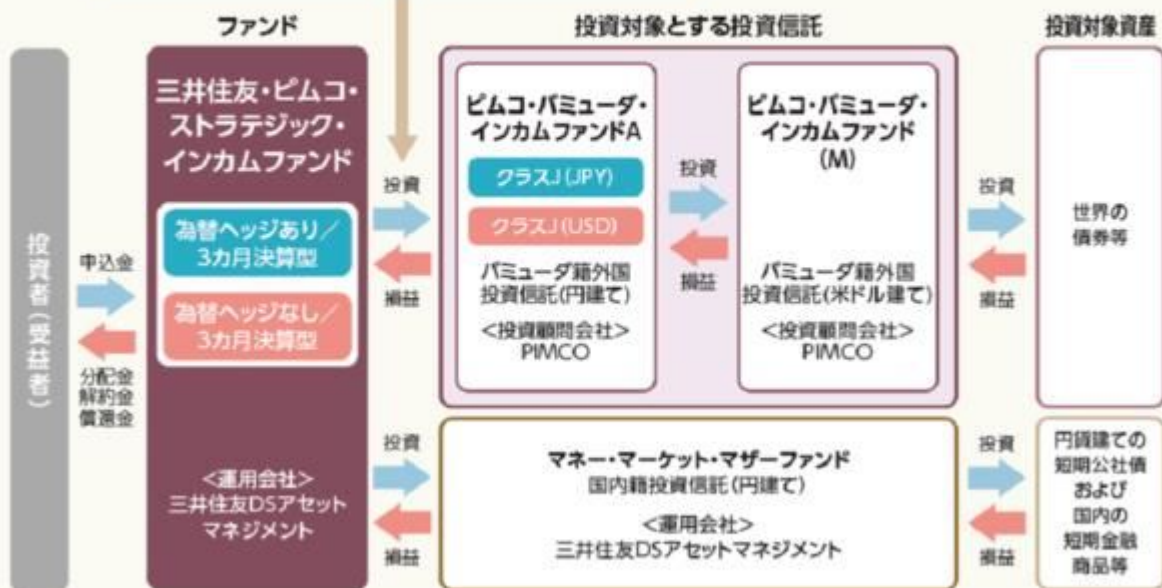 ファンド
投資対象とする投資信託
投資対象資産
投資者(受益者)
申込金
分配金
解約金
償還金
三井住友・ピムコ・
ストラテジック・
インカムファンド
為替ヘッジあり／
3カ月決算型
為替ヘッジなし／
3カ月決算型
<運用会社>
三井住友DSアセット
マネジメント
投資
損益
ピムコ・バミューダ・
インカムファンドA
クラスJ(JPY)
クラスJ(USD)
バミューダ籍外国
投資信託(円建て)
<投資顧問会社>
PIMCO
投資
損益
ピムコ・バミューダ・
インカムファンド
(M)
バミューダ籍外国
投資信託(米ドル建て)
<投資顧問会社>
PIMCO
投資
損益
世界の
債券等
投資
損益
マネー・マーケット・マザーファンド
国内籍投資信託(円建て)
<運用会社>
三井住友DSアセットマネジメント
投資
損益
円貨建ての
短期公社債
および
国内の
短期金融
商品等